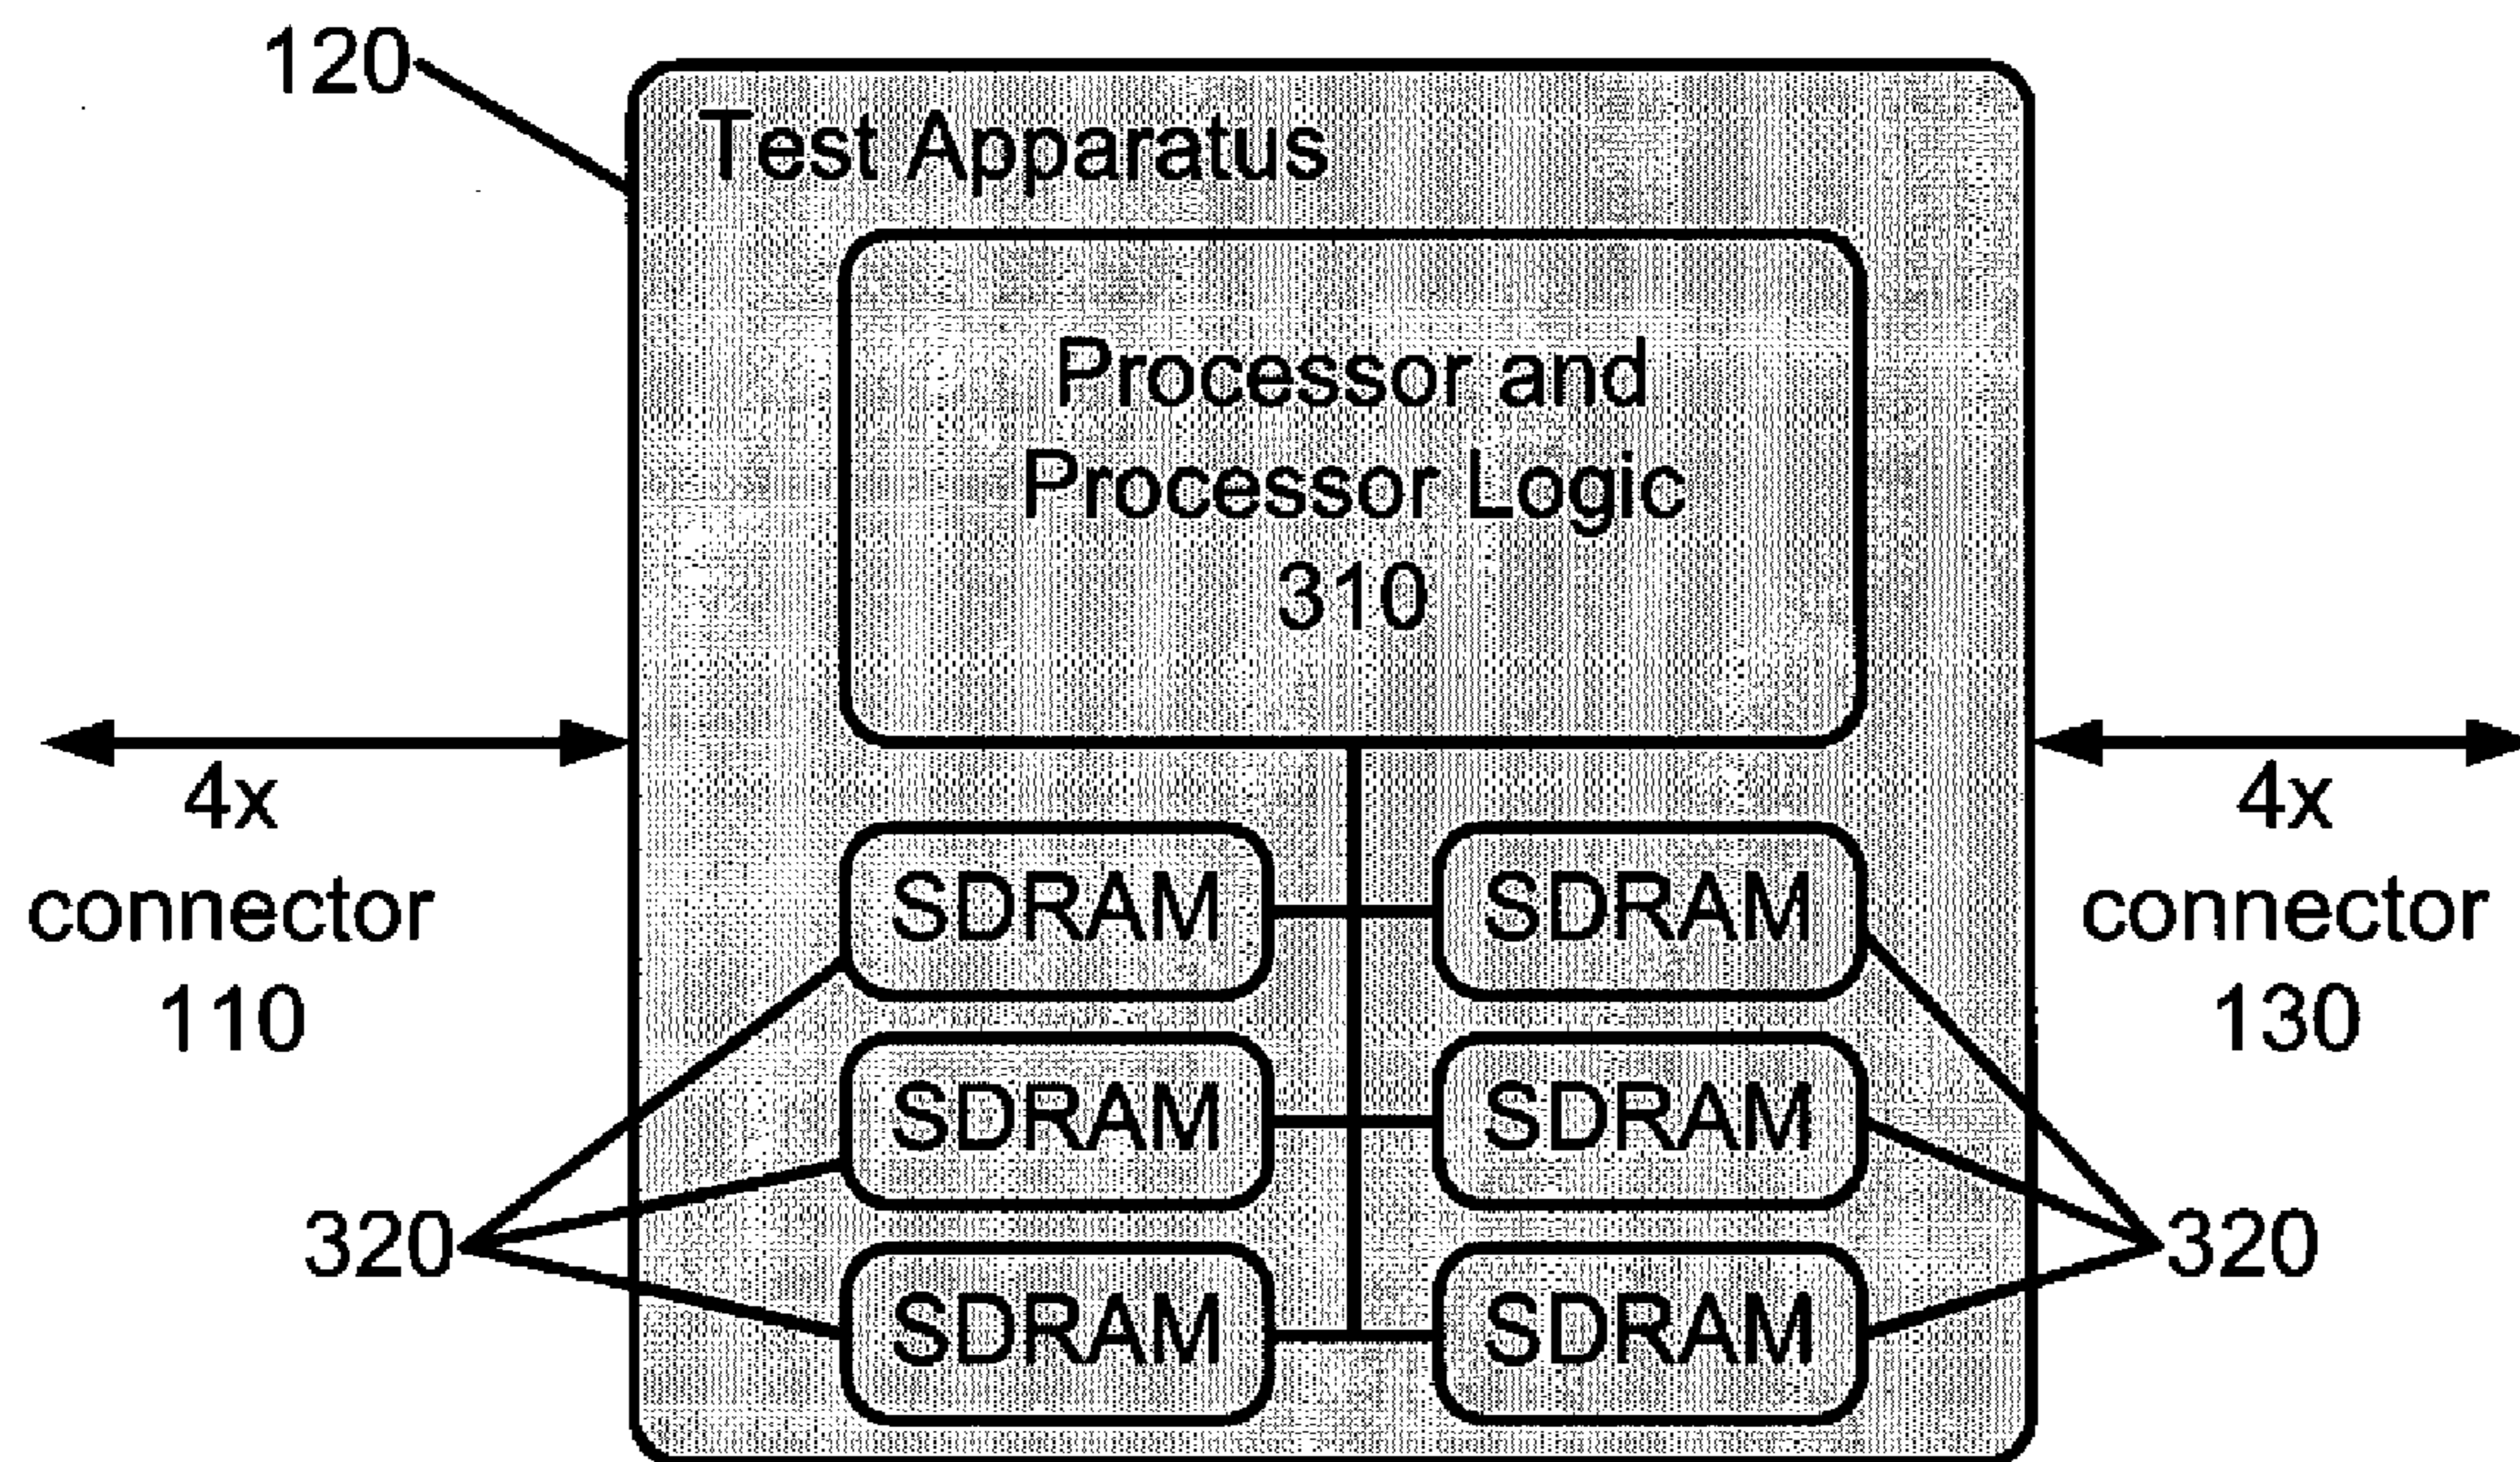 120
Test Apparatus
Processor and
Processor Logic
310
4x
connector
110
4x
connector
130
SDRAM
SDRAM
SDRAM
SDRAM
SDRAM
SDRAM
320
320